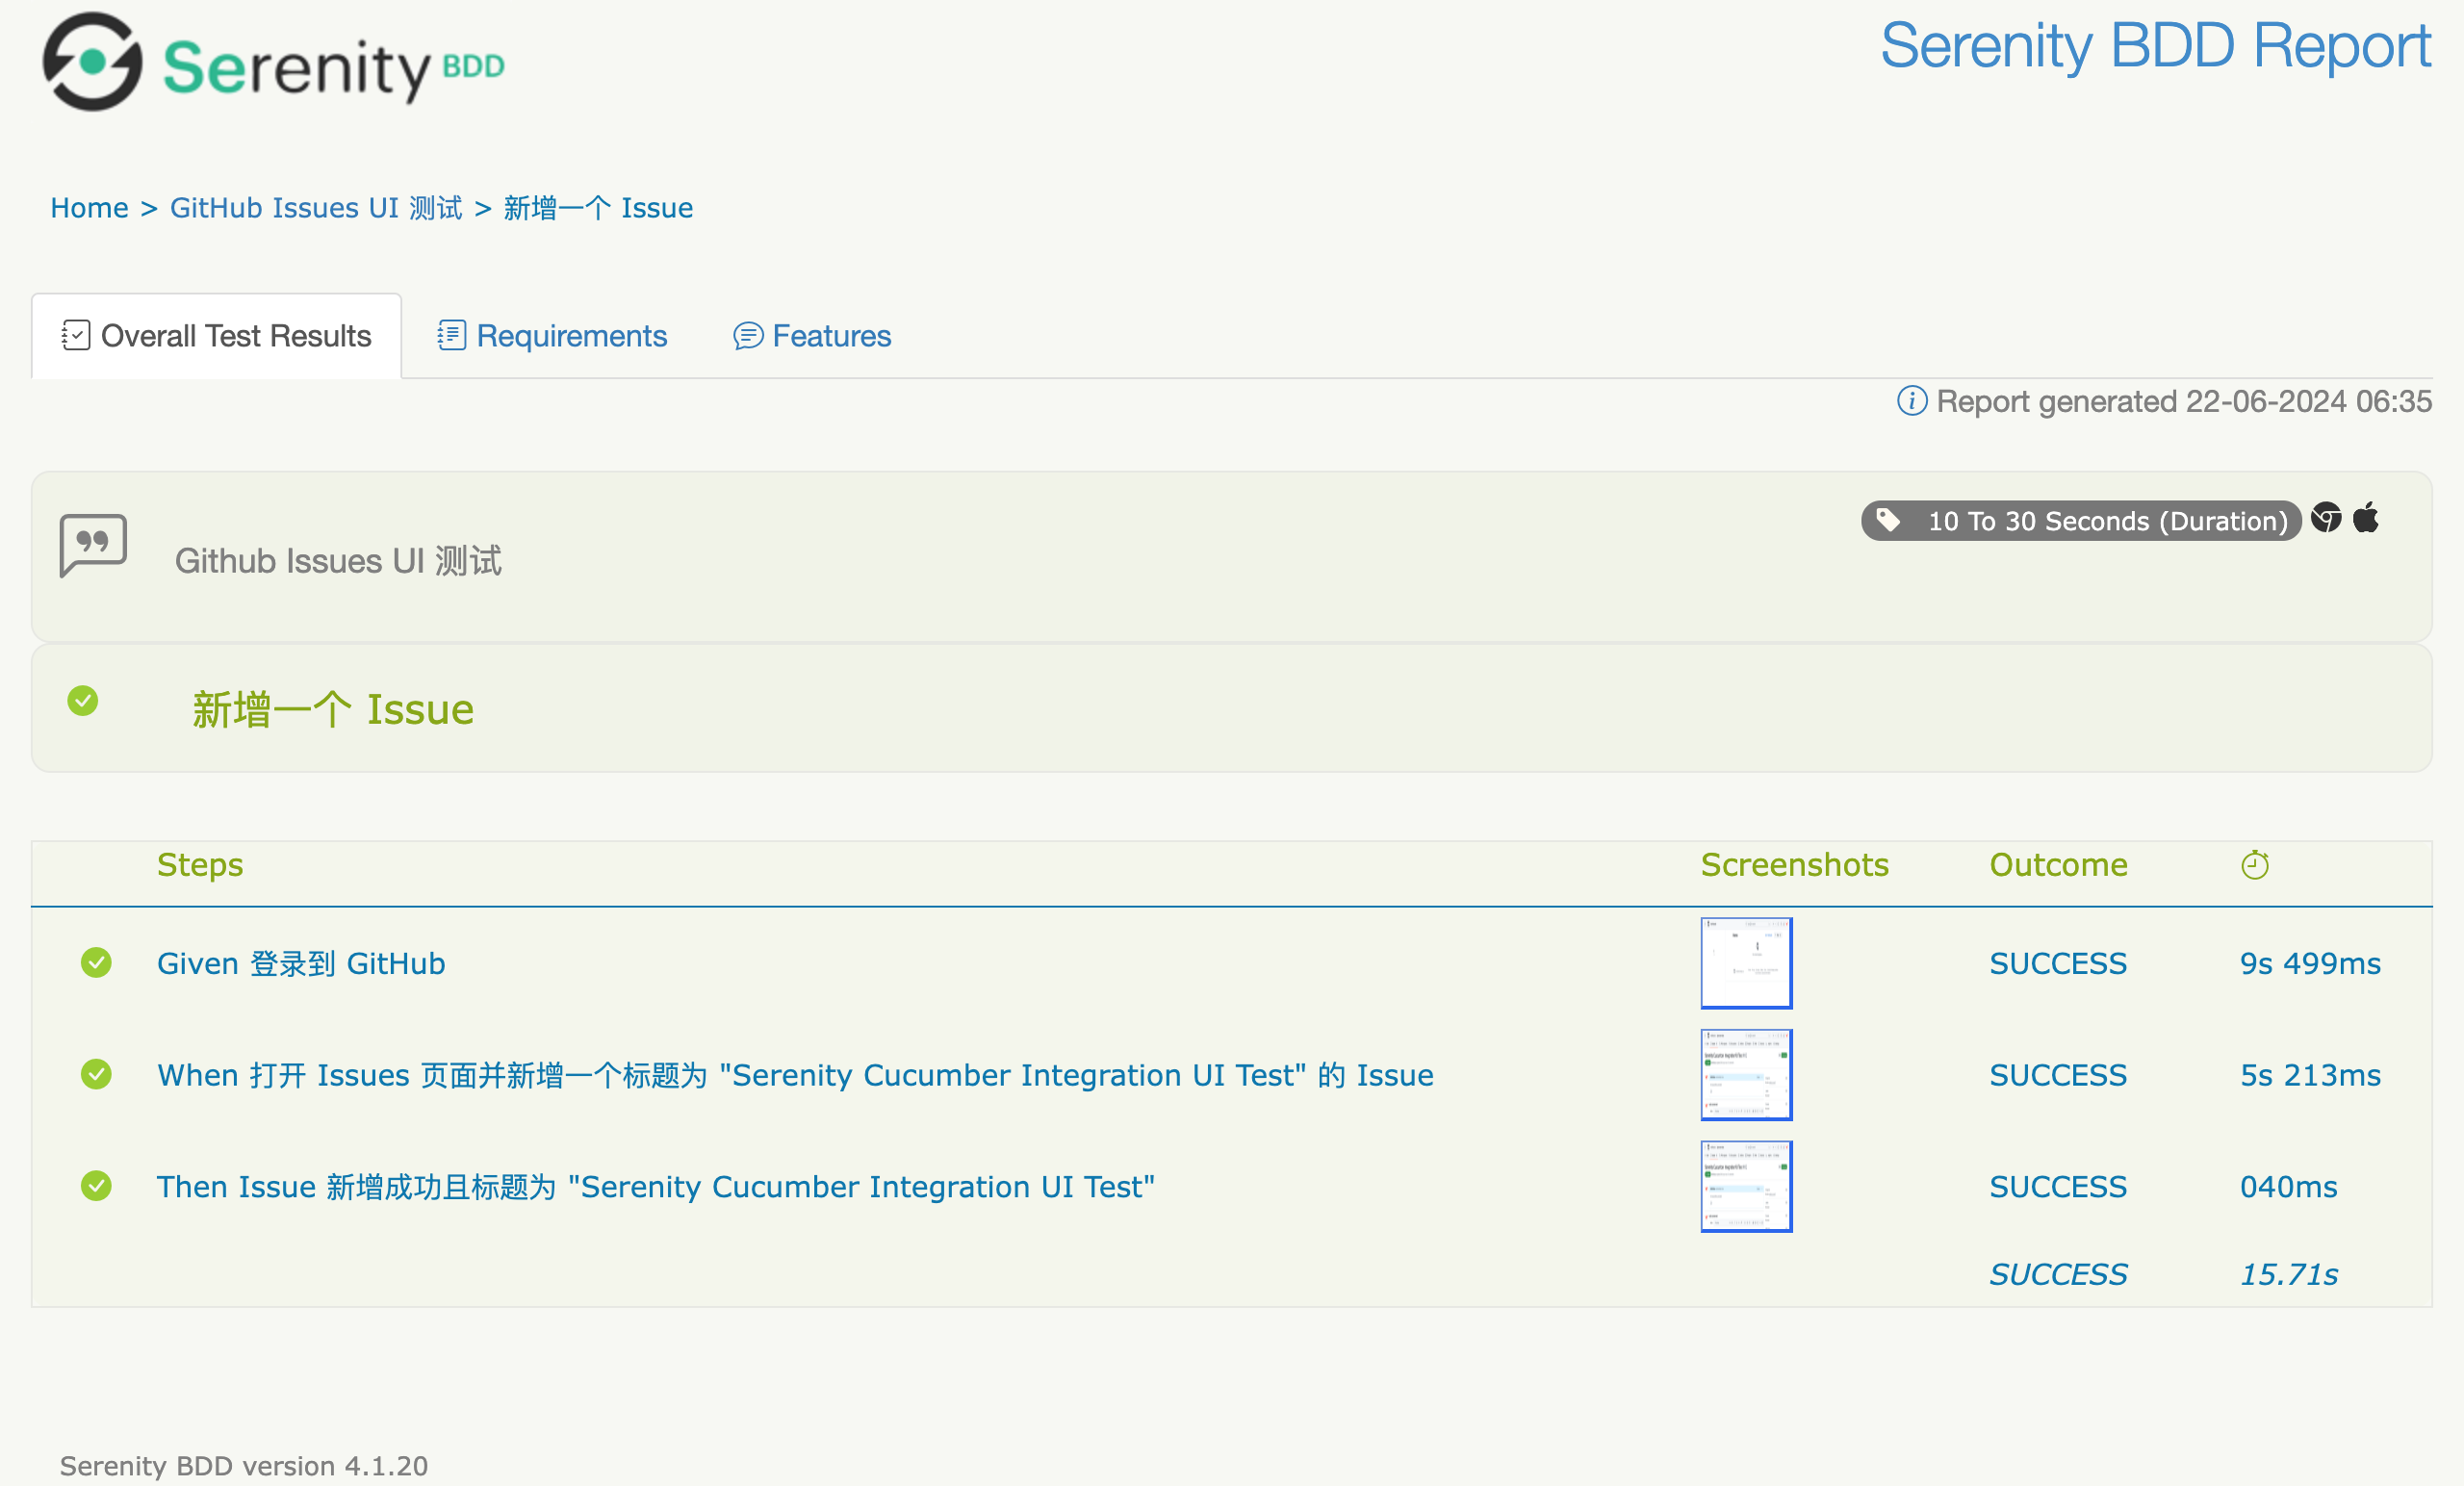 Serenity BDD
Serenity BDD Report
Home > GitHub Issues UI 测试 > 新增一个 Issue
Overall Test Results
Requirements
Features
Report generated 22-06-2024 06:35
10 To 30 Seconds (Duration)
Github Issues UI 测试
新增一个 Issue
Steps Screenshots Outcome
Given 登录到 GitHub SUCCESS 9s 499ms
When 打开 Issues 页面并新增一个标题为 "Serenity Cucumber Integration UI Test" 的 Issue SUCCESS 5s 213ms
Then Issue 新增成功且标题为 "Serenity Cucumber Integration UI Test" SUCCESS 040ms
SUCCESS 15.71s
Serenity BDD version 4.1.20